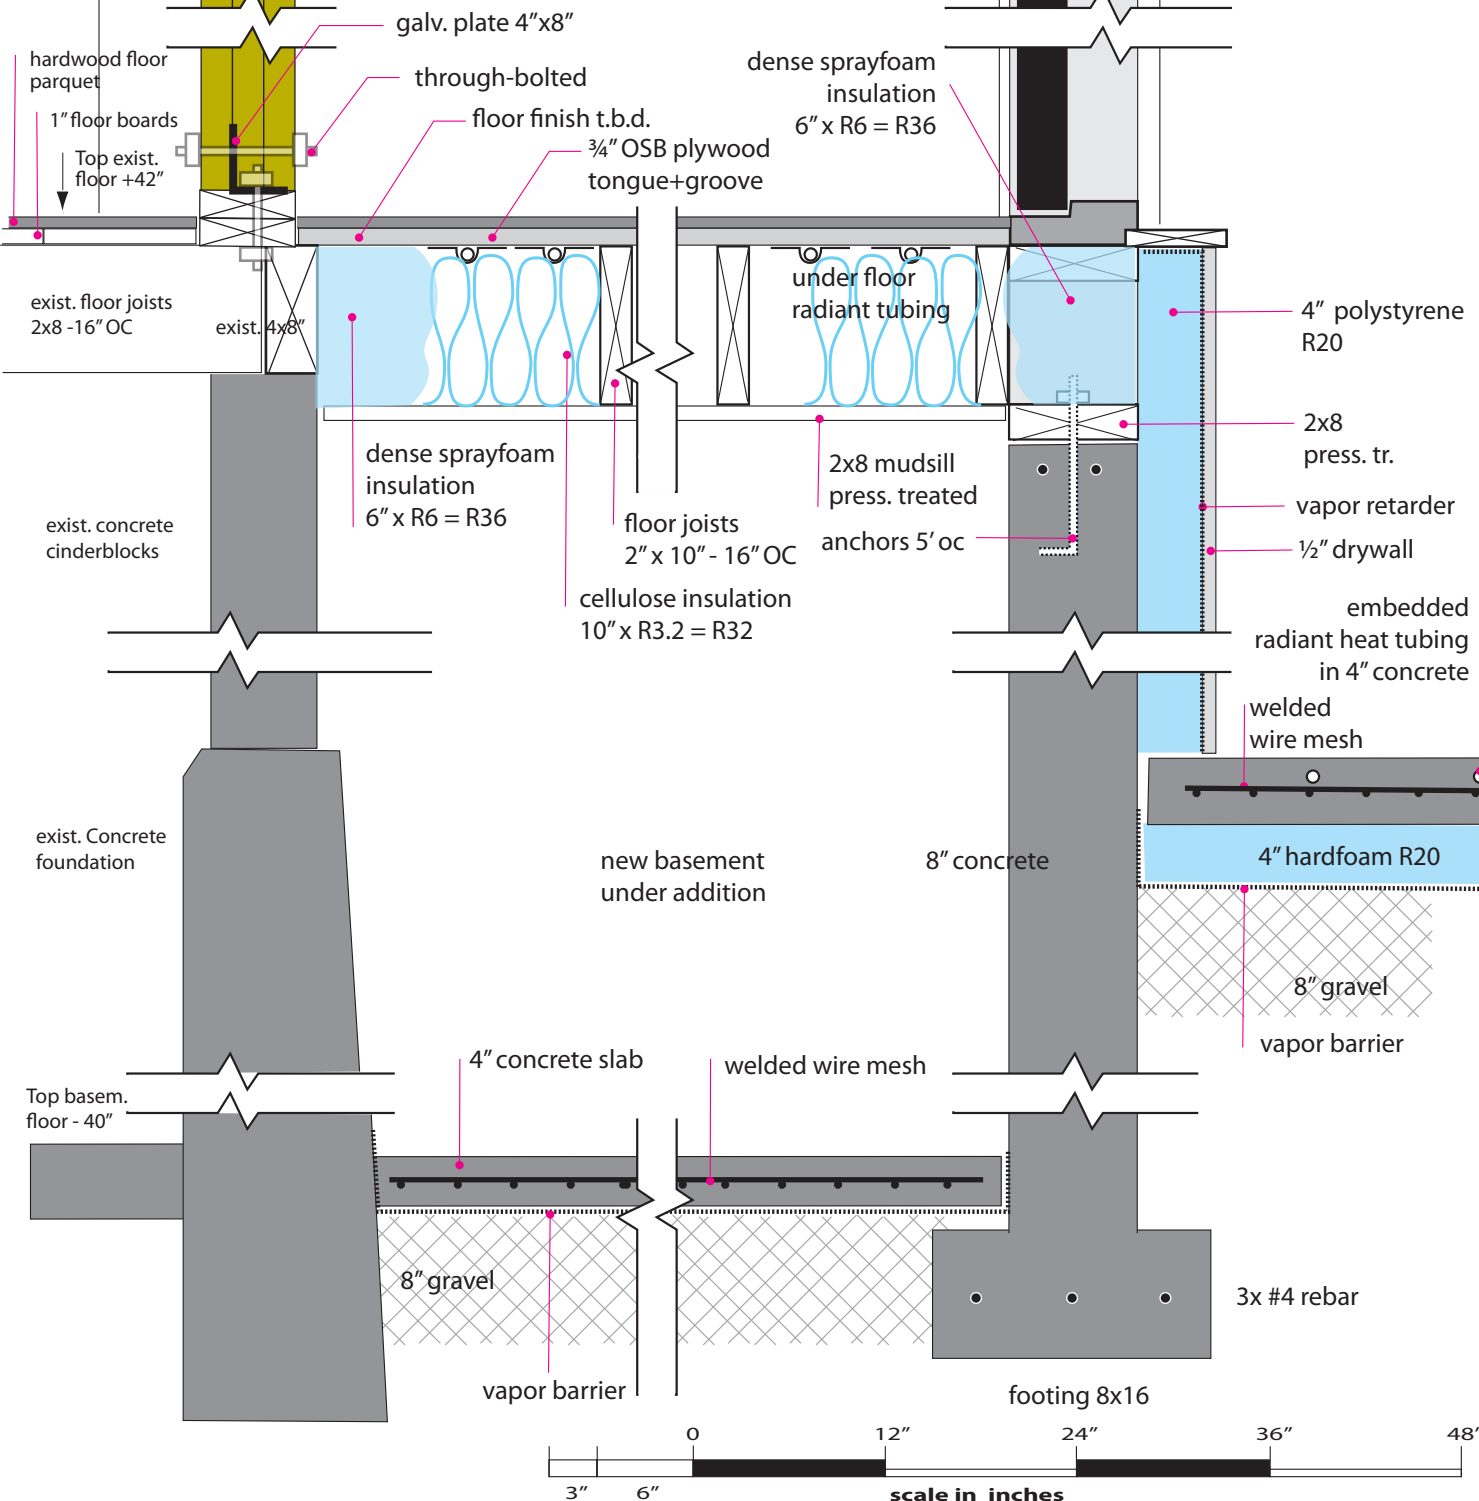 galv. plate 4”x8”
hardwood floor
parquet
through-bolted
dense sprayfoam
insulation
6” x R6 = R36
1” floor boards
floor finish t.b.d.
Top exist.
floor +42”
¾” OSB plywood
tongue+groove
exist. floor joists
2x8 -16” OC
exist. 4x8”
under floor
radiant tubing
4” polystyrene
R20
2x8
press. tr.
dense sprayfoam
insulation
6” x R6 = R36
2x8 mudsill
press. treated
vapor retarder
exist. concrete
cinderblocks
floor joists
2” x 10” - 16” OC
anchors 5’ oc
½” drywall
cellulose insulation
10” x R3.2 = R32
embedded
radiant heat tubing
in 4” concrete
welded
wire mesh
exist. Concrete
foundation
new basement
under addition
8” concrete
4” hardfoam R20
8” gravel
vapor barrier
4” concrete slab
welded wire mesh
Top basem.
floor - 40”
8” gravel
3x #4 rebar
vapor barrier
footing 8x16
0 12” 24” 36” 48”
3” 6” scale in inches